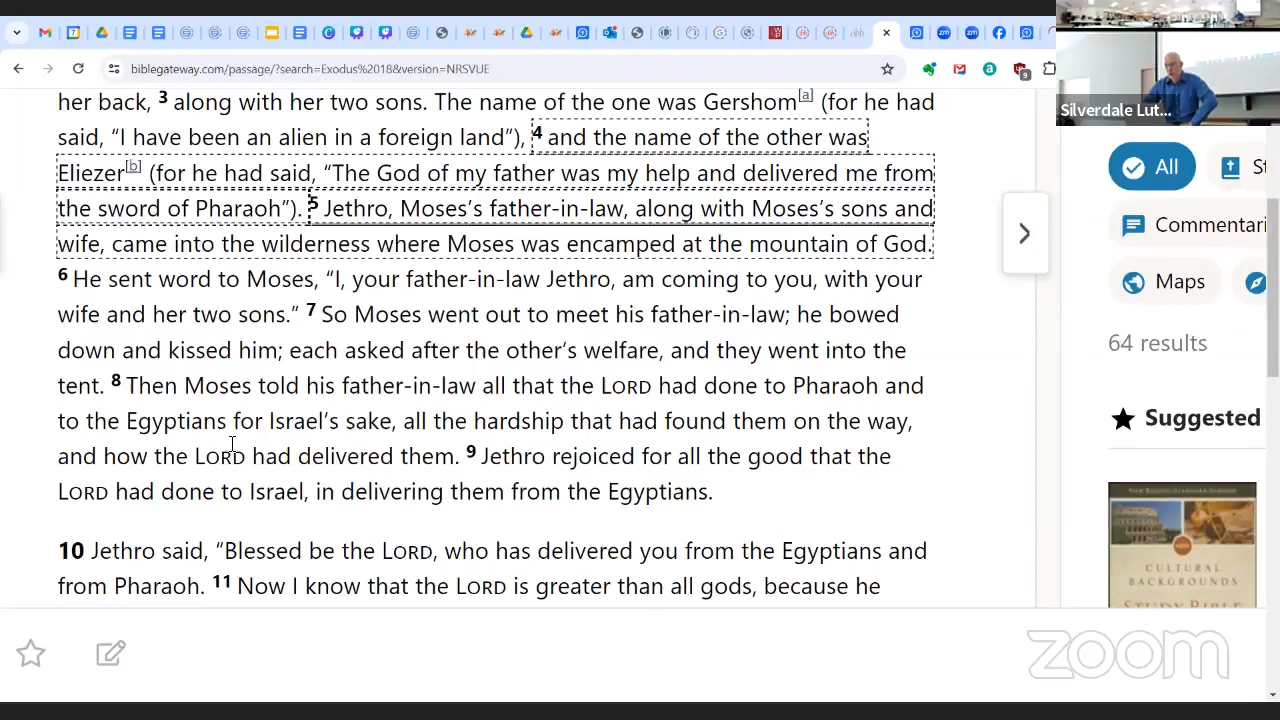 biblegateway.com/passage/?search=Exodus%2018&version=NRSVUE
9
Silverdale Lut...
her back, 3 along with her two sons. The name of the one was Gershom[a] (for he had
said, “I have been an alien in a foreign land”), 4 and the name of the other was
Eliezer[b] (for he had said, “The God of my father was my help and delivered me from
the sword of Pharaoh”). 5 Jethro, Moses’s father-in-law, along with Moses’s sons and
wife, came into the wilderness where Moses was encamped at the mountain of God.
6 He sent word to Moses, “I, your father-in-law Jethro, am coming to you, with your
wife and her two sons.” 7 So Moses went out to meet his father-in-law; he bowed
down and kissed him; each asked after the other’s welfare, and they went into the
tent. 8 Then Moses told his father-in-law all that the LORD had done to Pharaoh and
to the Egyptians for Israel’s sake, all the hardship that had found them on the way,
and how the LORD had delivered them. 9 Jethro rejoiced for all the good that the
LORD had done to Israel, in delivering them from the Egyptians.
10 Jethro said, “Blessed be the LORD, who has delivered you from the Egyptians and
from Pharaoh. 11 Now I know that the LORD is greater than all gods, because he
All
St
Commentari
Maps
64 results
Suggested
CULTURAL
BACKGROUNDS
STUDY BIBLE
zoom